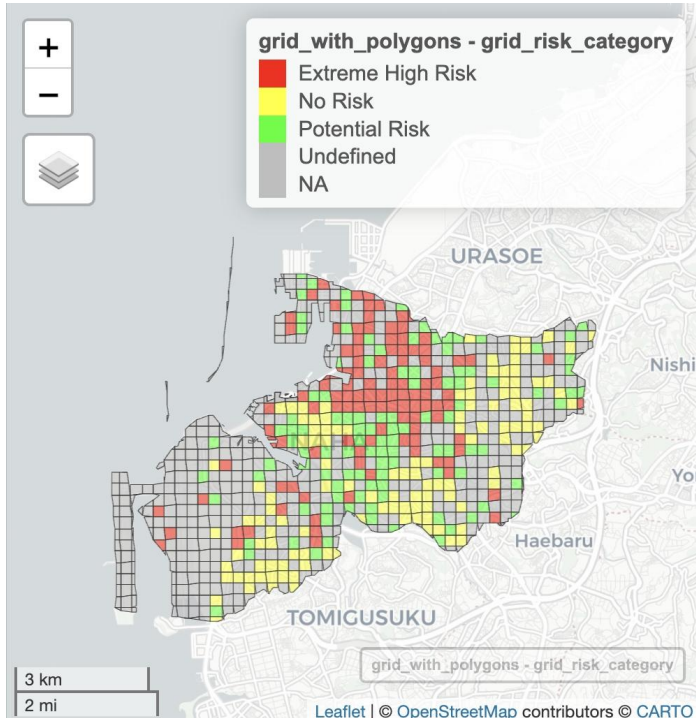 +
−
grid_with_polygons - grid_risk_category
Extreme High Risk
No Risk
Potential Risk
Undefined
NA
URASOE
Nishi
NAHA
Yo
Haebaru
TOMIGUSUKU
grid_with_polygons - grid_risk_category
3 km
2 mi
Leaflet | © OpenStreetMap contributors © CARTO